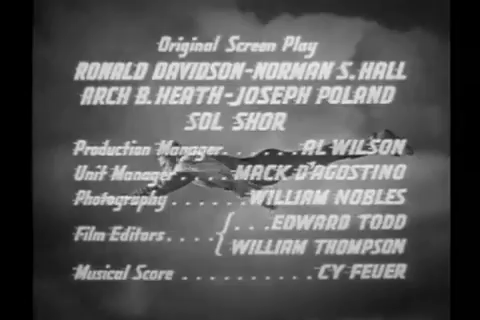 Original Screen Play
RONALD DAVIDSON-NORMAN S. HALL
ARCH B. HEATH-JOSEPH POLAND
SOL SHOR
Production Manager.......AL WILSON
Unit Manager.....MACK D'AGOSTINO
Photography......WILLIAM NOBLES
Film Editors....{...EDWARD TODD
WILLIAM THOMPSON
Musical Score ..........CY FEUER